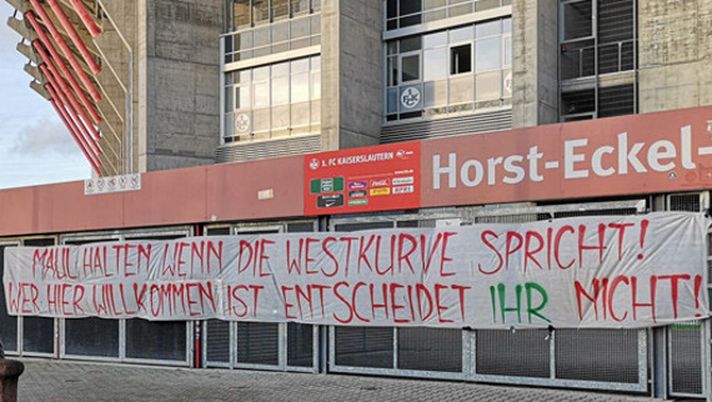 1. FC KAISERSLAUTERN
Horst-Eckel-
MAUL HALTEN WENN DIE WESTKURVE SPRICHT!
WER HIER WILLKOMMEN IST ENTSCHEIDET IHR NICHT!